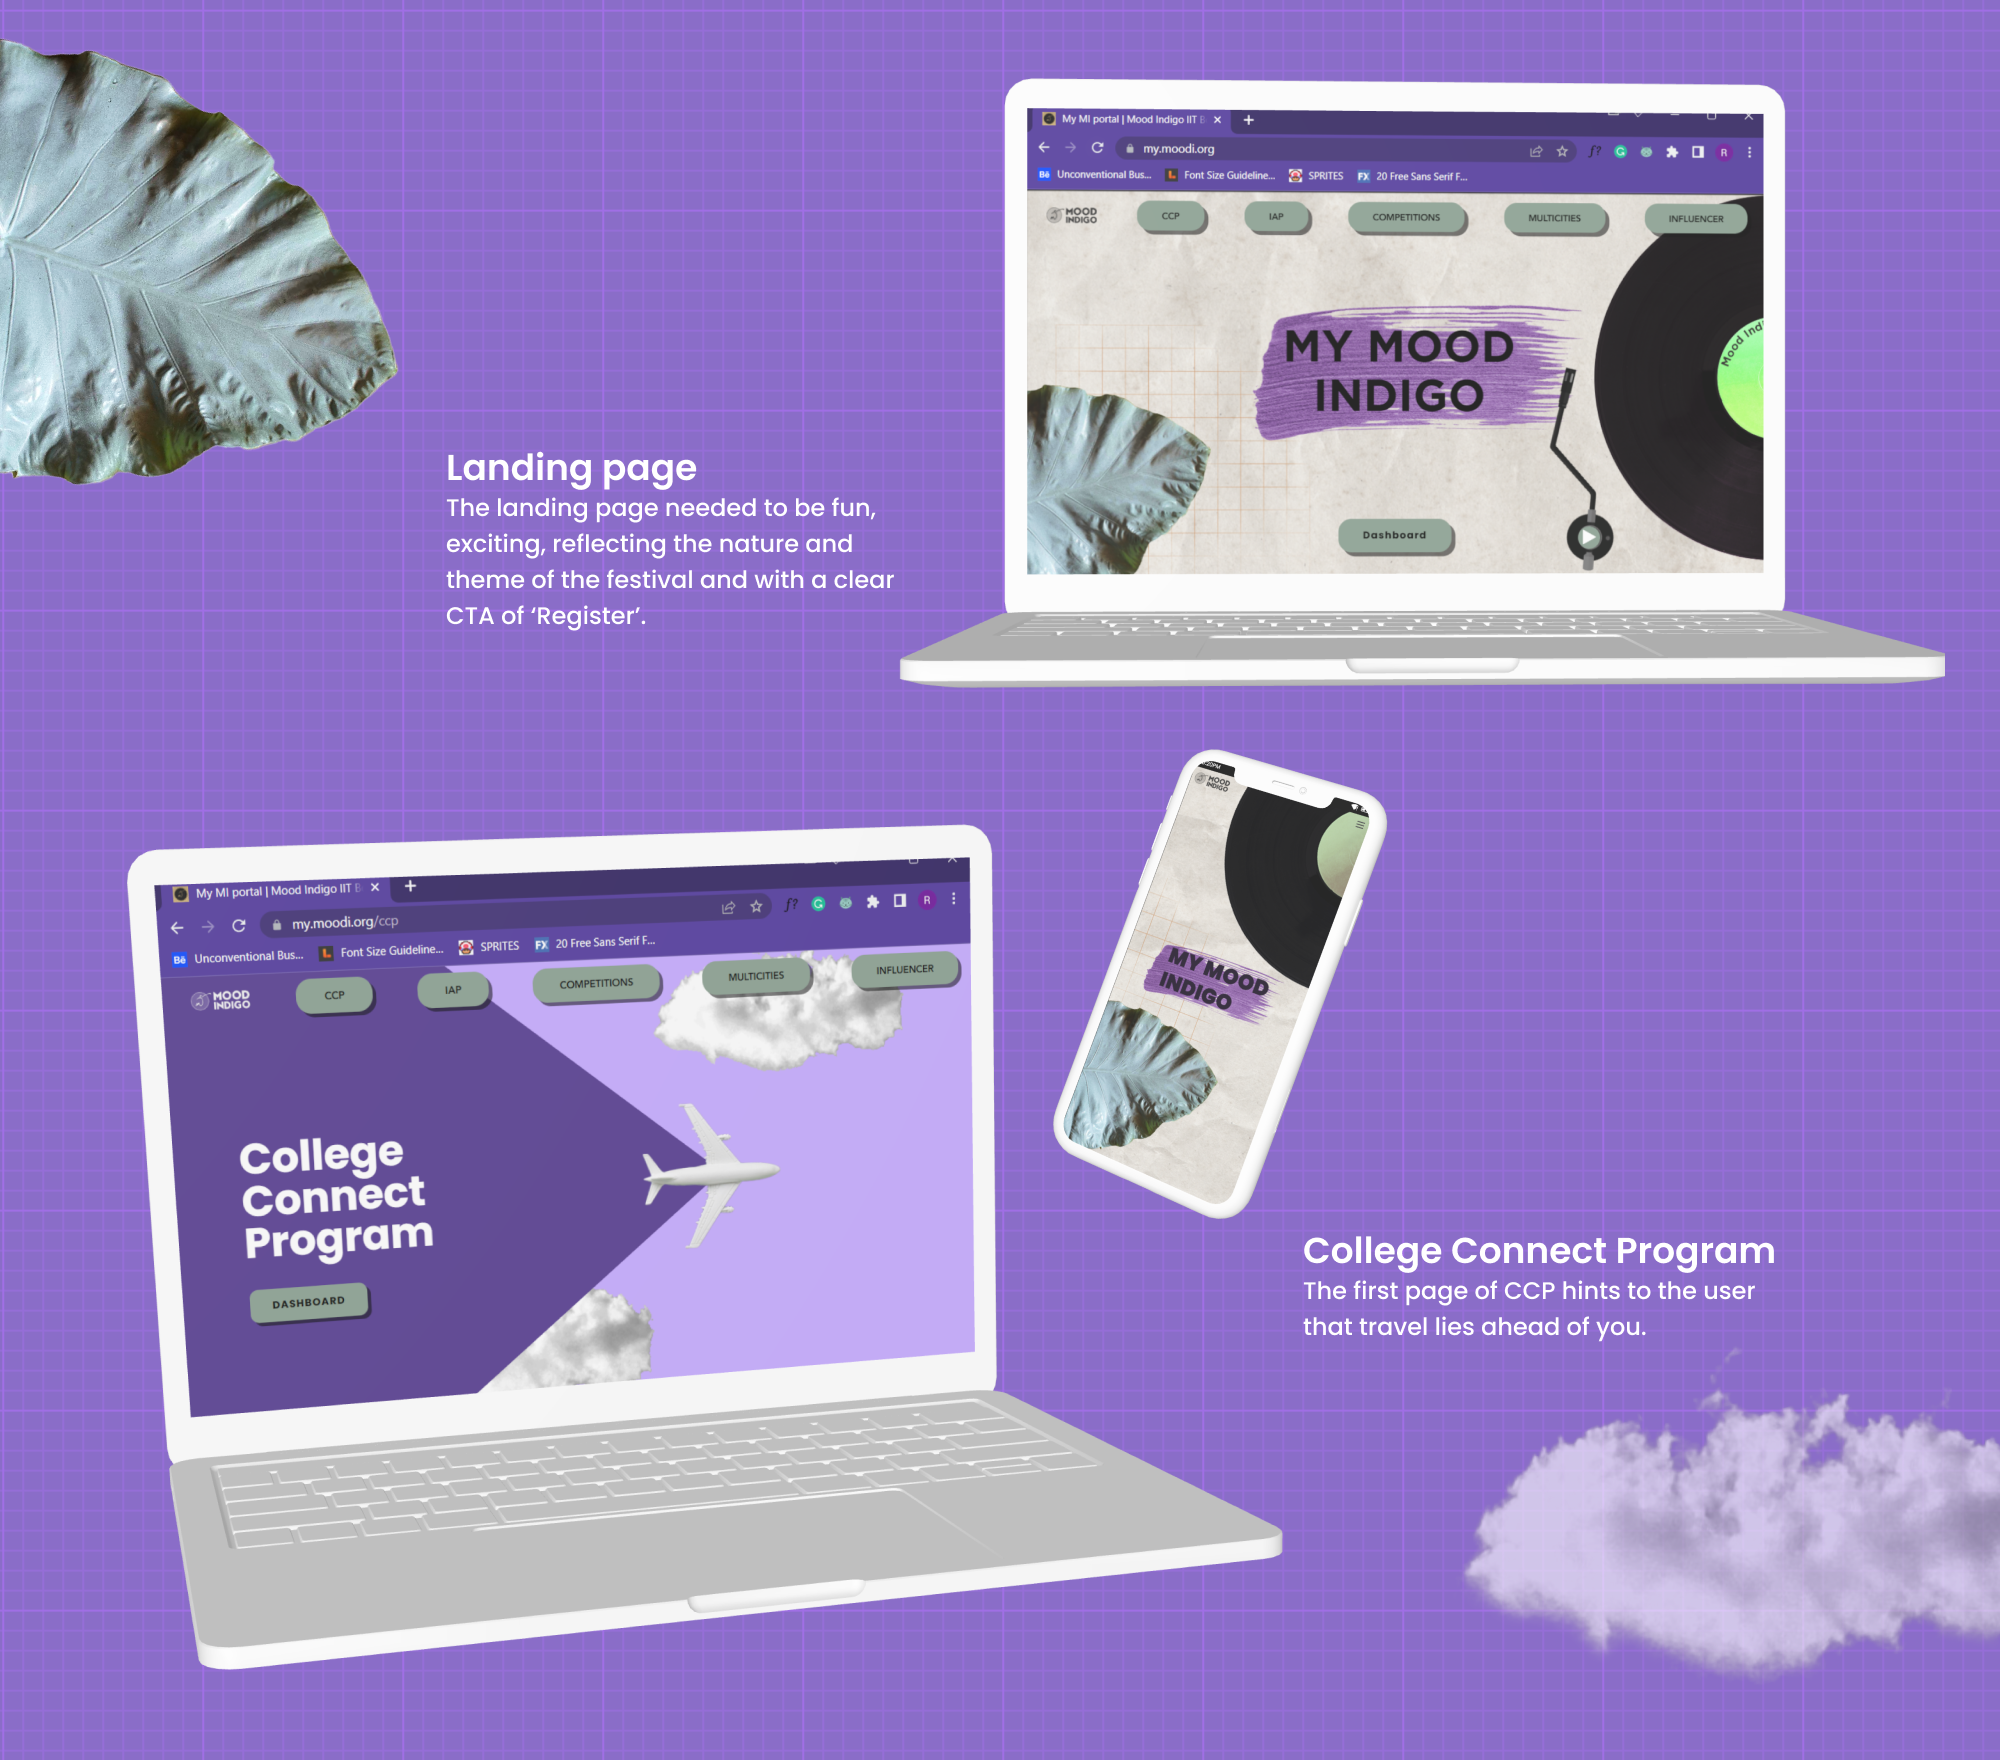 My MI portal | Mood Indigo IIT B
my.moodi.org
Bē Unconventional Bus... L Font Size Guideline... SPRITES FX 20 Free Sans Serif F...
f? G R
MOOD
INDIGO
CCP
IAP
COMPETITIONS
MULTICITIES
INFLUENCER
MY MOOD
INDIGO
Mood Indi
Dashboard
Landing page
The landing page needed to be fun,
exciting, reflecting the nature and
theme of the festival and with a clear
CTA of ‘Register’.
MOOD
INDIGO
MY MOOD
INDIGO
My MI portal | Mood Indigo IIT B
my.moodi.org/ccp
f? G R
Bē Unconventional Bus... L Font Size Guideline... SPRITES FX 20 Free Sans Serif F...
MOOD
INDIGO
CCP
IAP
COMPETITIONS
MULTICITIES
INFLUENCER
College
Connect
Program
DASHBOARD
College Connect Program
The first page of CCP hints to the user
that travel lies ahead of you.